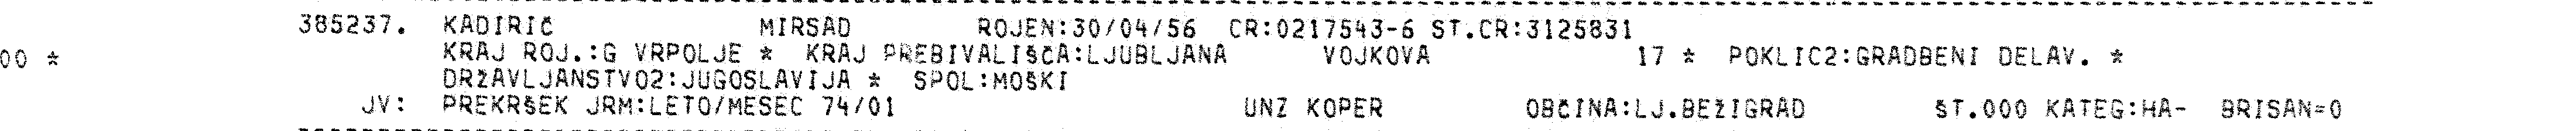 385237. KADIRIČ MIRSAD ROJEN:30/04/56 CR:0217543-6 ST.CR:3125831
00 * KRAJ ROJ.:G VRPOLJE * KRAJ PREBIVALIŠČA:LJUBLJANA VOJKOVA 17 * POKLIC2:GRADBENI DELAV. *
DRŽAVLJANSTVO2:JUGOSLAVIJA * SPOL:MOŠKI
JV: PREKRŠEK JRM:LETO/MESEC 74/01 UNZ KOPER OBČINA:LJ.BEŽIGRAD ŠT.000 KATEG:HA- BRISAN=0